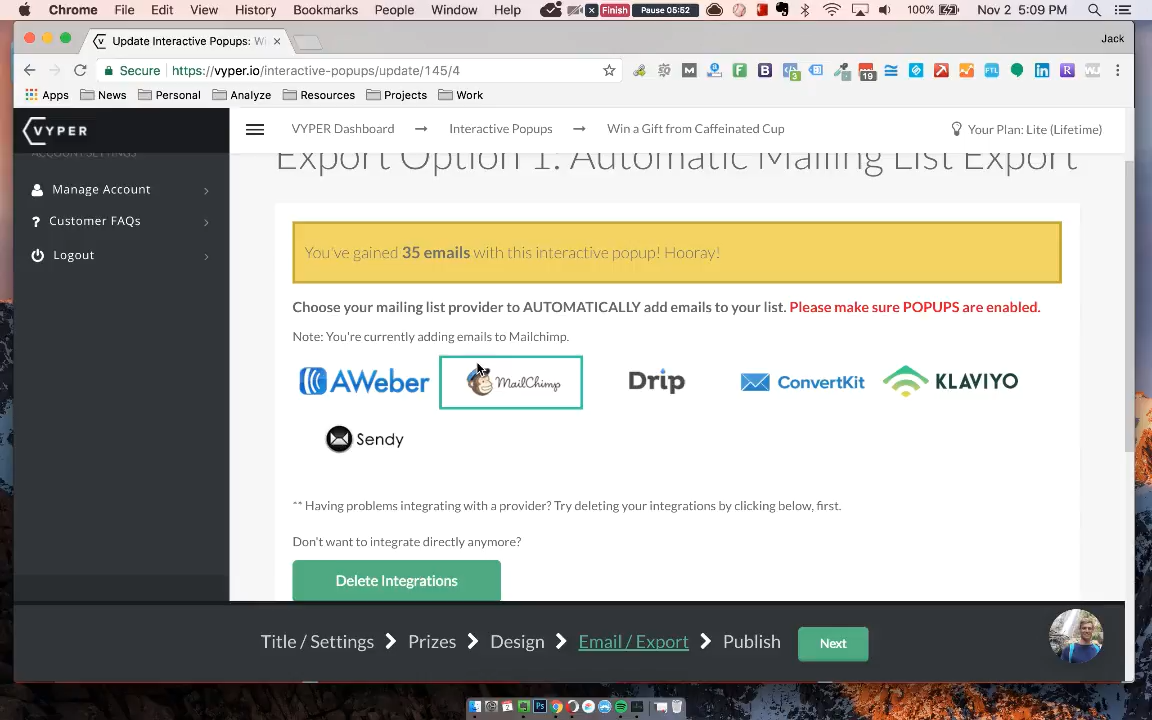 Chrome File Edit View History Bookmarks People Window Help Finish Pause 05:52 100% Nov 2 5:09 PM
Update Interactive Popups: Wi
Jack
Secure https://vyper.io/interactive-popups/update/145/4
Apps News Personal Analyze Resources Projects Work
VYPER
VYPER Dashboard → Interactive Popups → Win a Gift from Caffeinated Cup
Your Plan: Lite (Lifetime)
ACCOUNT SETTINGS
Manage Account
Customer FAQs
Logout
Export Option 1: Automatic Mailing List Export
You've gained 35 emails with this interactive popup! Hooray!
Choose your mailing list provider to AUTOMATICALLY add emails to your list. Please make sure POPUPS are enabled.
Note: You're currently adding emails to Mailchimp.
AWeber MailChimp Drip ConvertKit KLAVIYO
Sendy
** Having problems integrating with a provider? Try deleting your integrations by clicking below, first.
Don't want to integrate directly anymore?
Delete Integrations
Title / Settings Prizes Design Email / Export Publish Next